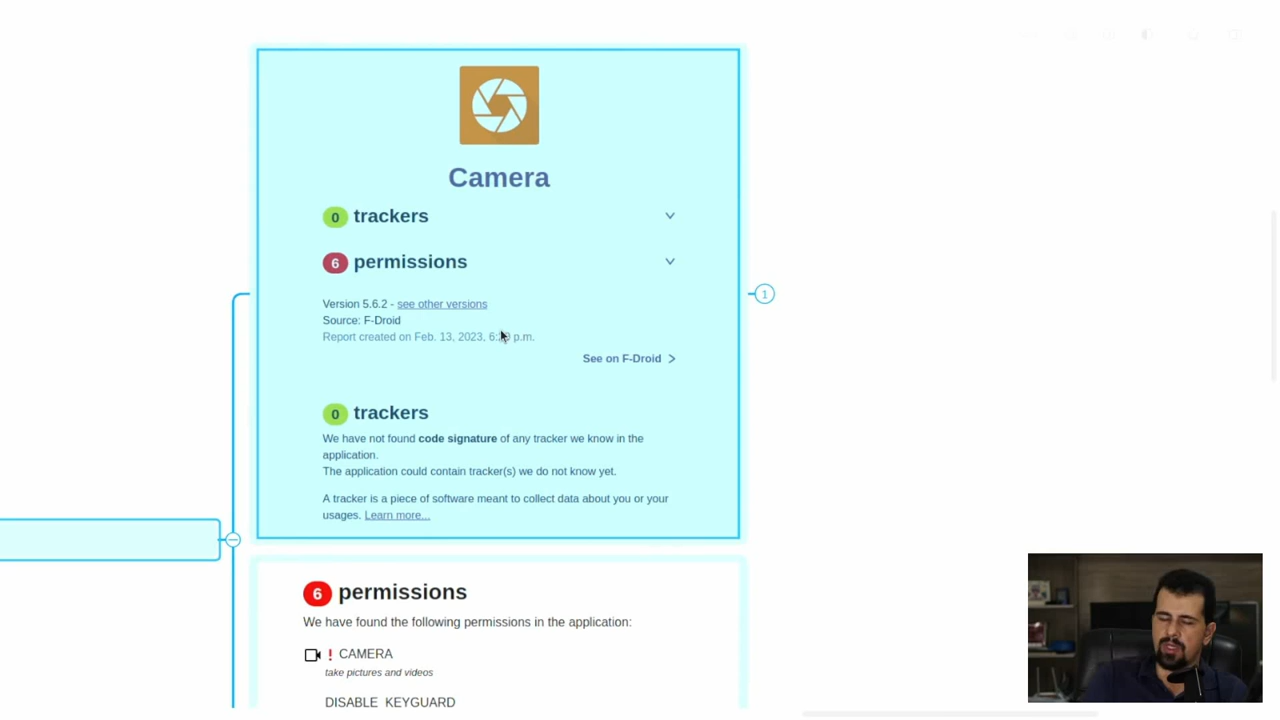 Camera
0 trackers
6 permissions
Version 5.6.2 - see other versions
Source: F-Droid
Report created on Feb. 13, 2023, 6: p.m.
See on F-Droid
0 trackers
We have not found code signature of any tracker we know in the
application.
The application could contain tracker(s) we do not know yet.
A tracker is a piece of software meant to collect data about you or your
usages. Learn more...
1
6 permissions
We have found the following permissions in the application:
! CAMERA
take pictures and videos
DISABLE_KEYGUARD